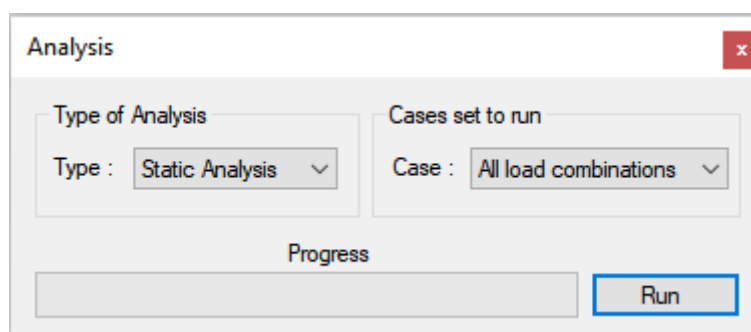 Analysis
x
Type of Analysis
Type :
Static Analysis
Cases set to run
Case :
All load combinations
Progress
Run